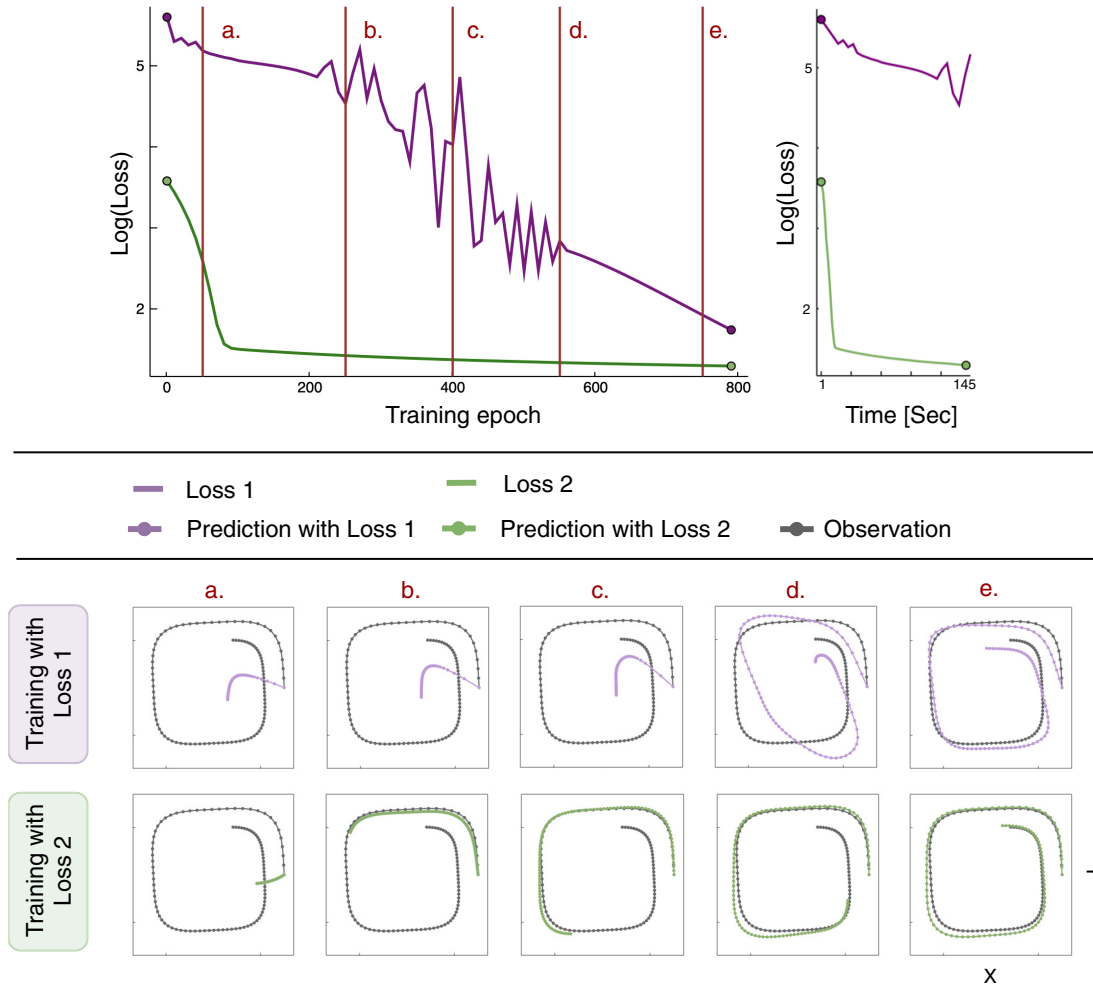 a. b. c. d. e.
5
2
Log(Loss)
0 200 400 600 800
Training epoch
5
2
Log(Loss)
1 145
Time [Sec]
Loss 1 Loss 2
Prediction with Loss 1 Prediction with Loss 2 Observation
a. b. c. d. e.
Training with
Loss 1
Training with
Loss 2
X